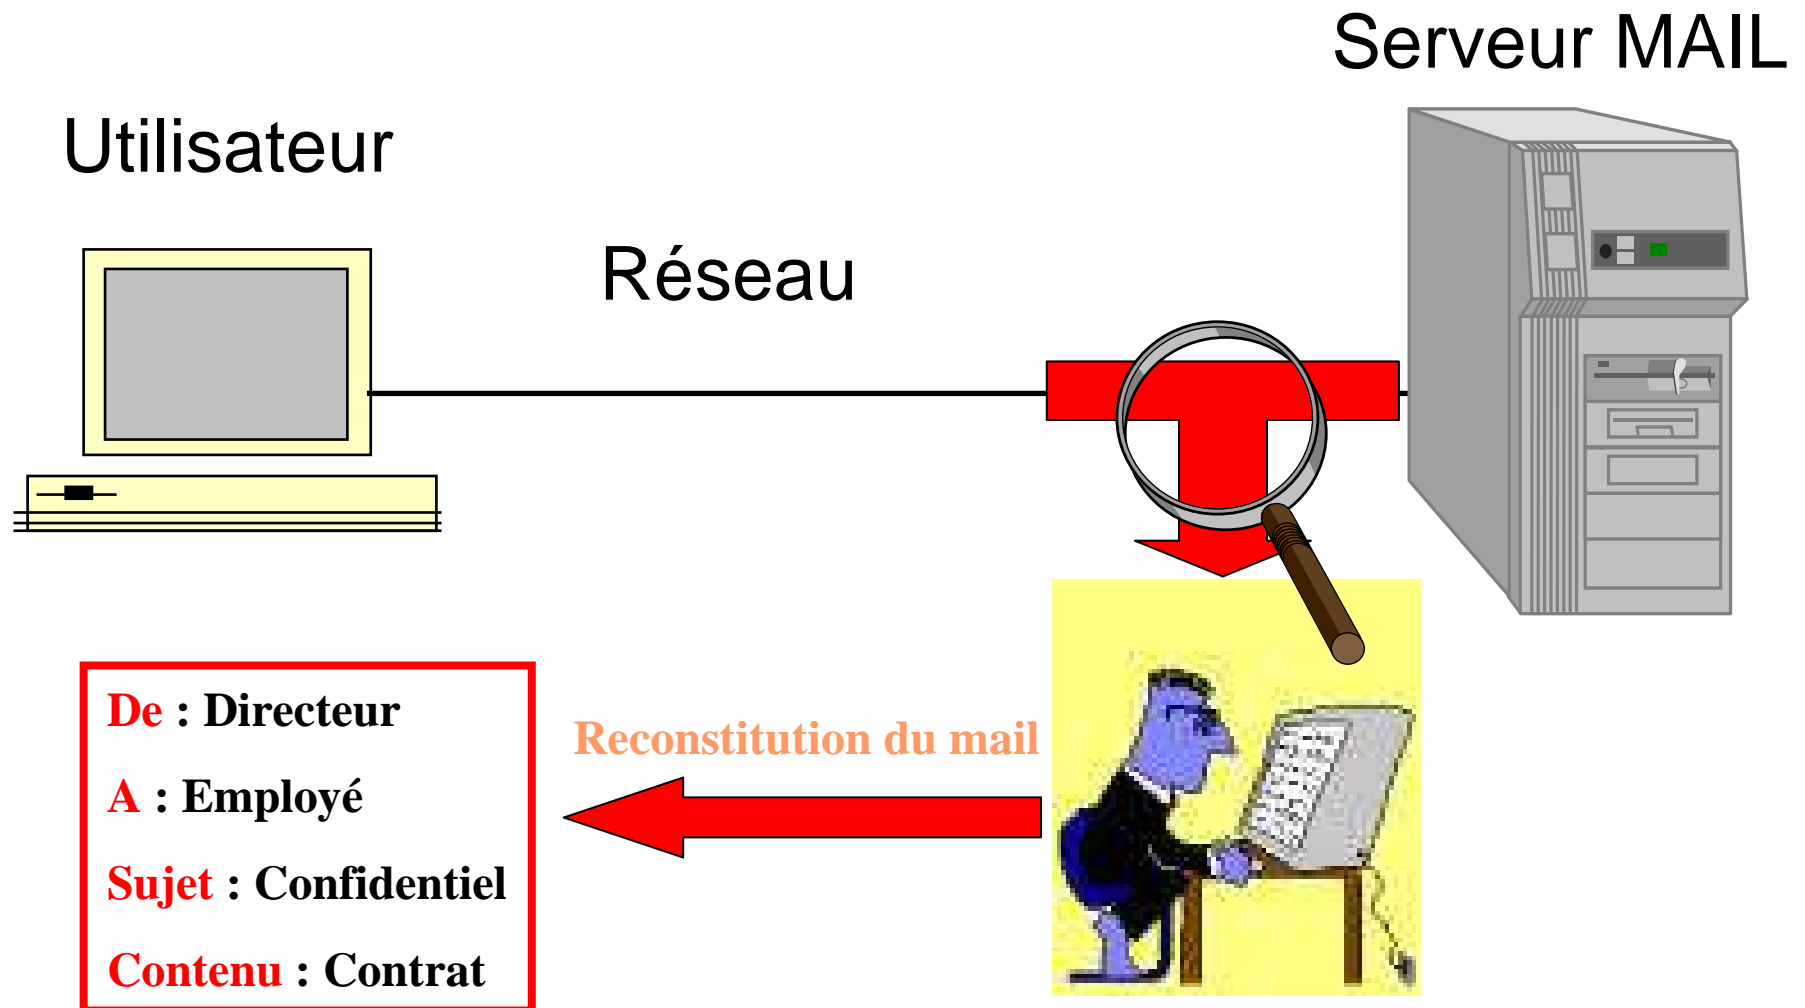 Serveur MAIL
Utilisateur
Réseau
Reconstitution du mail
De : Directeur
A : Employé
Sujet : Confidentiel
Contenu : Contrat